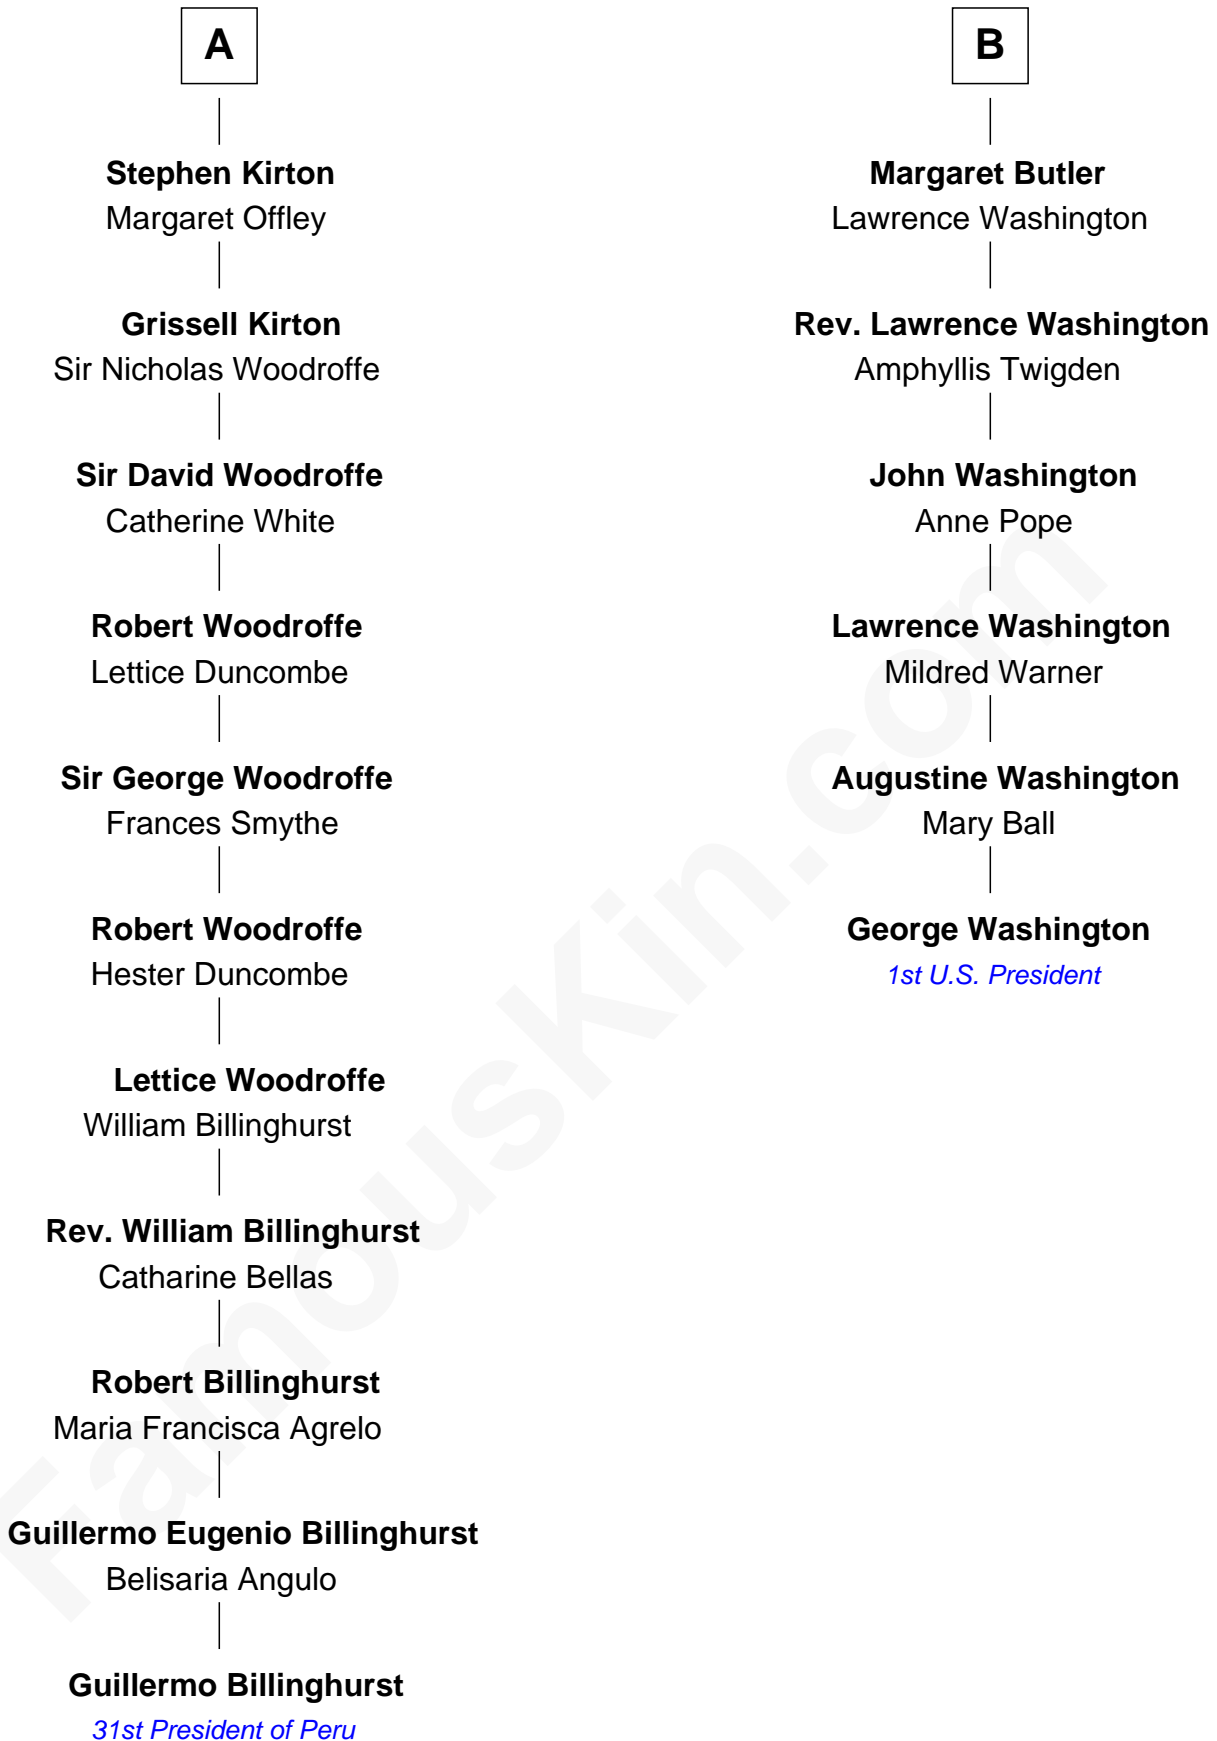 A
Stephen Kirton
Margaret Offley
Grissell Kirton
Sir Nicholas Woodroffe
Sir David Woodroffe
Catherine White
Robert Woodroffe
Lettice Duncombe
Sir George Woodroffe
Frances Smythe
Robert Woodroffe
Hester Duncombe
Lettice Woodroffe
William Billinghurst
Rev. William Billinghurst
Catharine Bellas
Robert Billinghurst
Maria Francisca Agrelo
Guillermo Eugenio Billinghurst
Belisaria Angulo
Guillermo Billinghurst
31st President of Peru
B
Margaret Butler
Lawrence Washington
Rev. Lawrence Washington
Amphyllis Twigden
John Washington
Anne Pope
Lawrence Washington
Mildred Warner
Augustine Washington
Mary Ball
George Washington
1st U.S. President
FamousKin.com